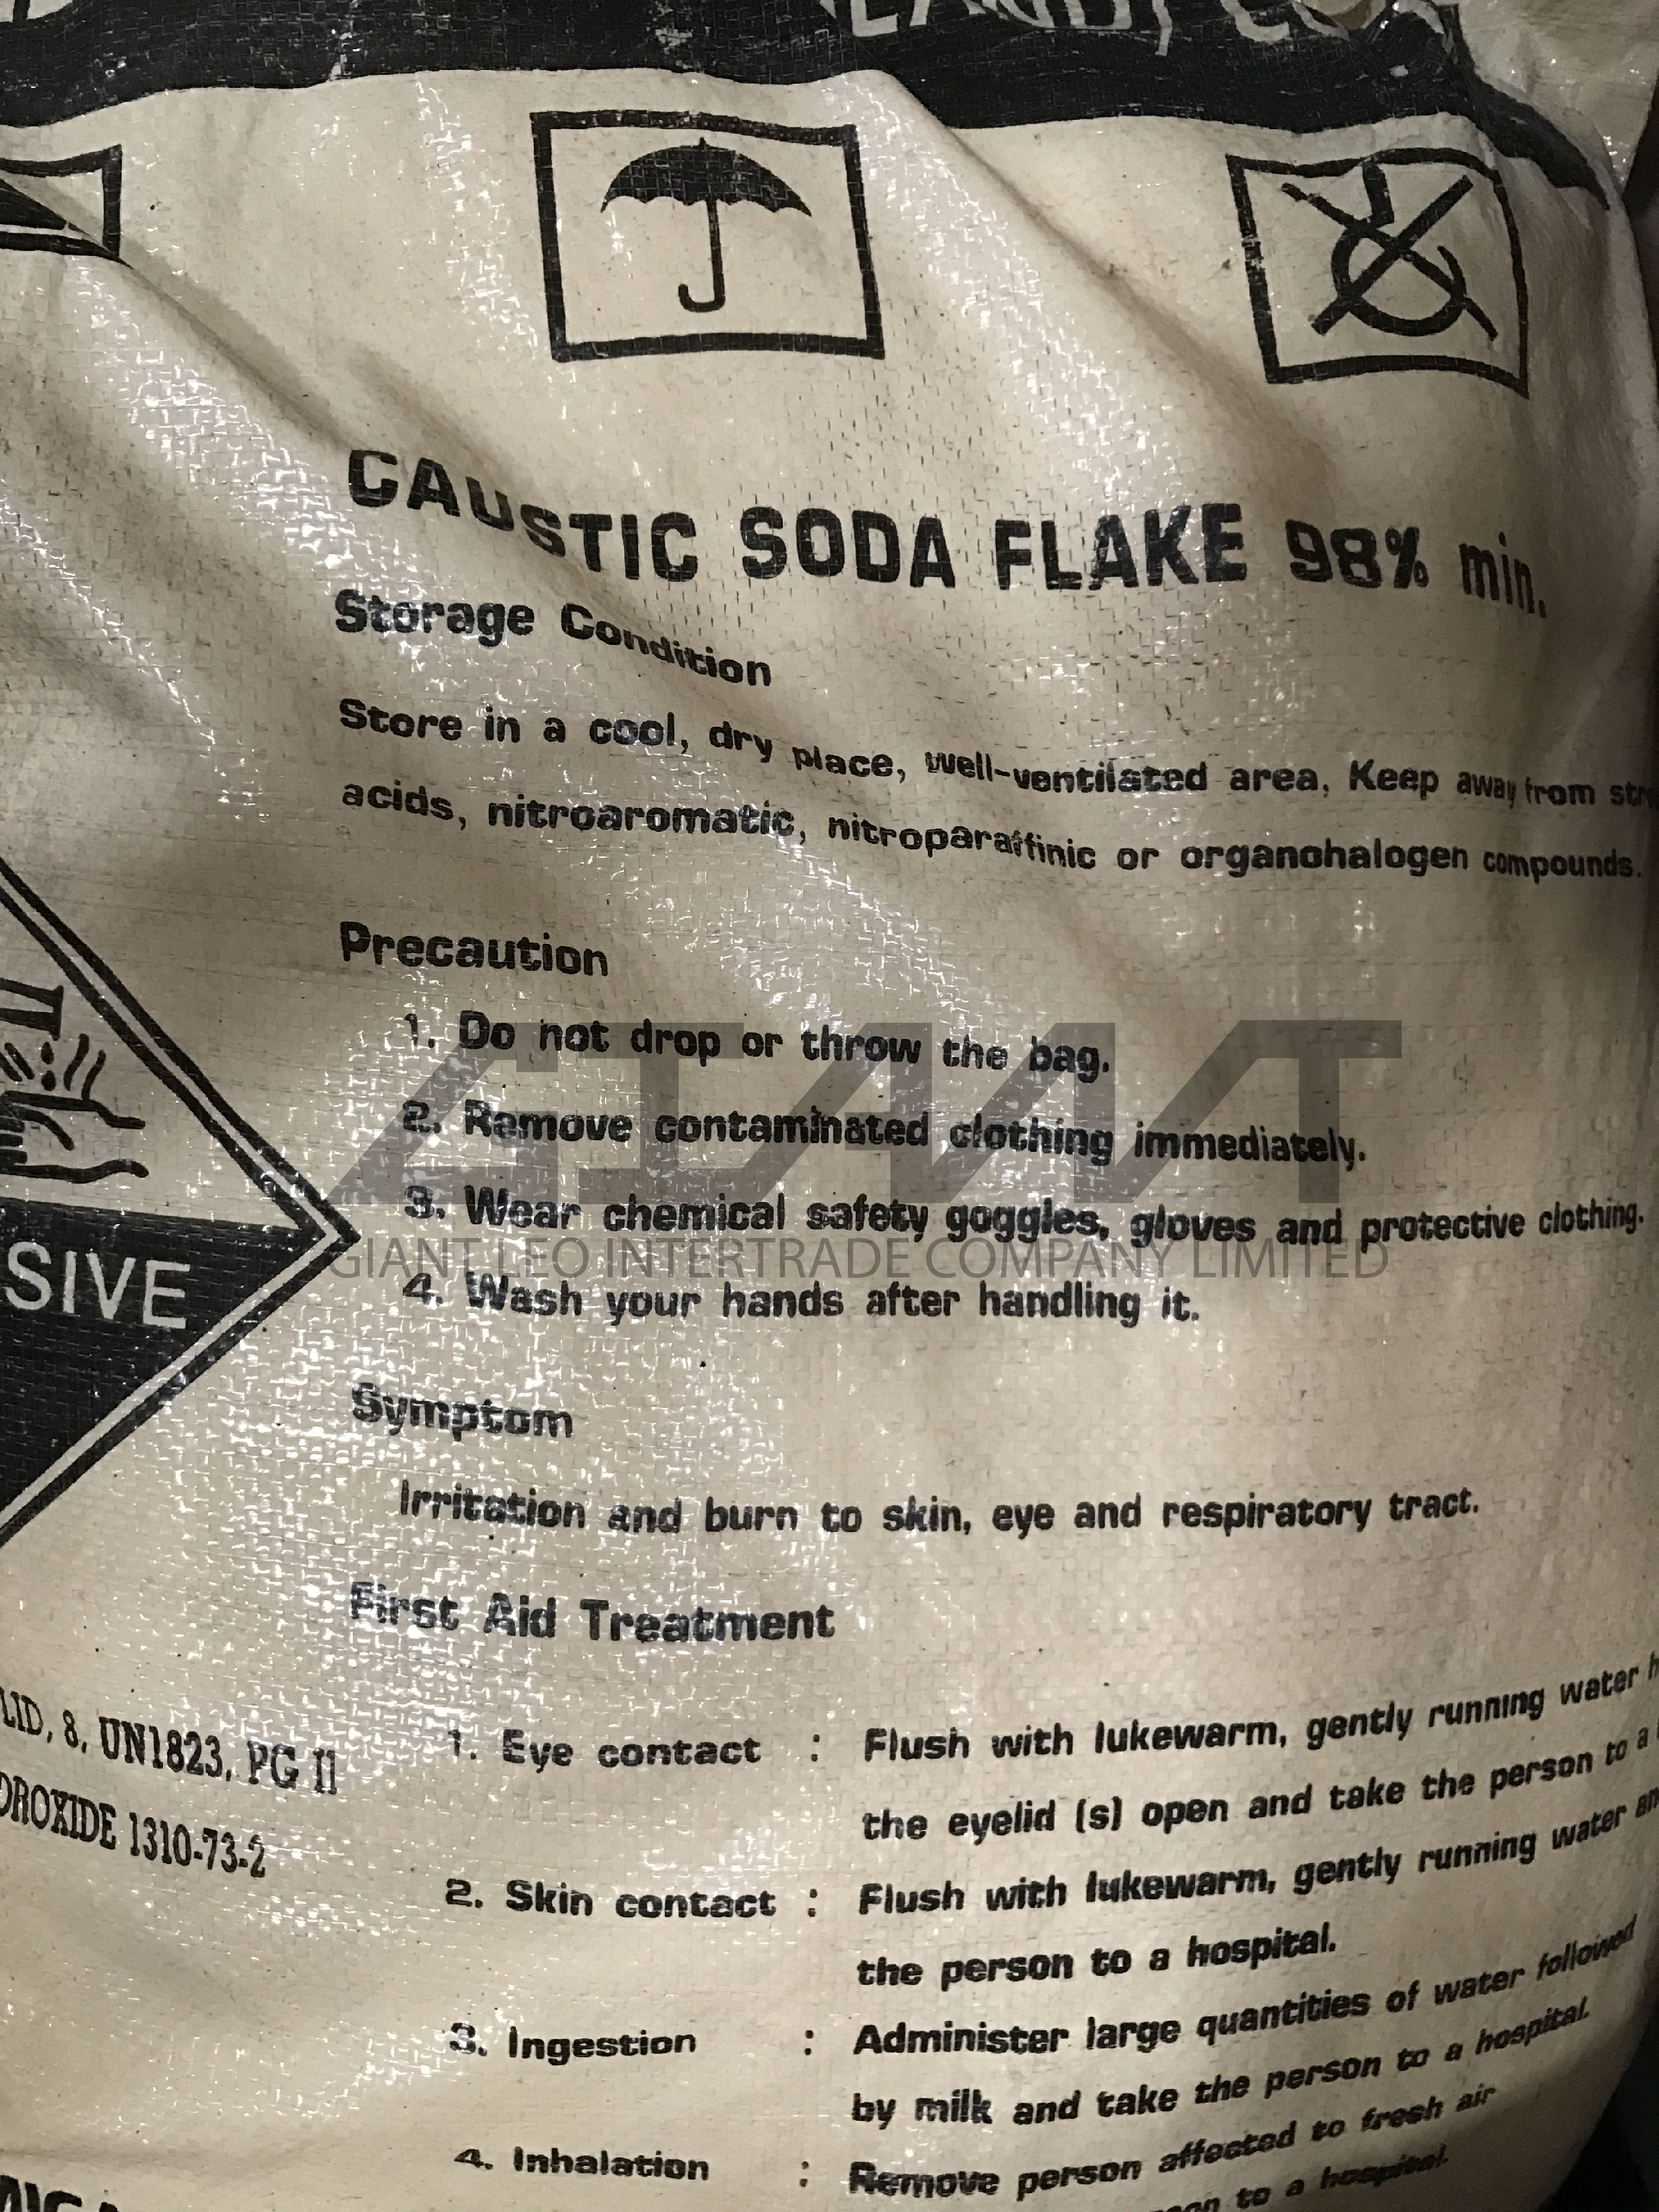 CAUSTIC SODA FLAKE 98% min.
Storage Condition
Store in a cool, dry place, well-ventilated area, Keep away from
acids, nitroaromatic, nitroparaffinic or organohalogen compounds.
Precaution
1. Do not drop or throw the bag.
2. Remove contaminated clothing immediately.
3. Wear chemical safety goggles, gloves and protective clothing.
GIANT LEO INTERTRADE COMPANY LIMITED
4. Wash your hands after handling it.
SIVE
Symptom
Irritation and burn to skin, eye and respiratory tract.
First Aid Treatment
LID, 8, UN1823, PG II
DROXIDE 1310-73-2
1. Eye contact : Flush with lukewarm, gently running water
the eyelid (s) open and take the person to a
2. Skin contact : Flush with lukewarm, gently running water
the person to a hospital.
3. Ingestion : Administer large quantities of water followed
by milk and take the person to a hospital.
4. Inhalation : Remove person affected to fresh air
to a hospital.